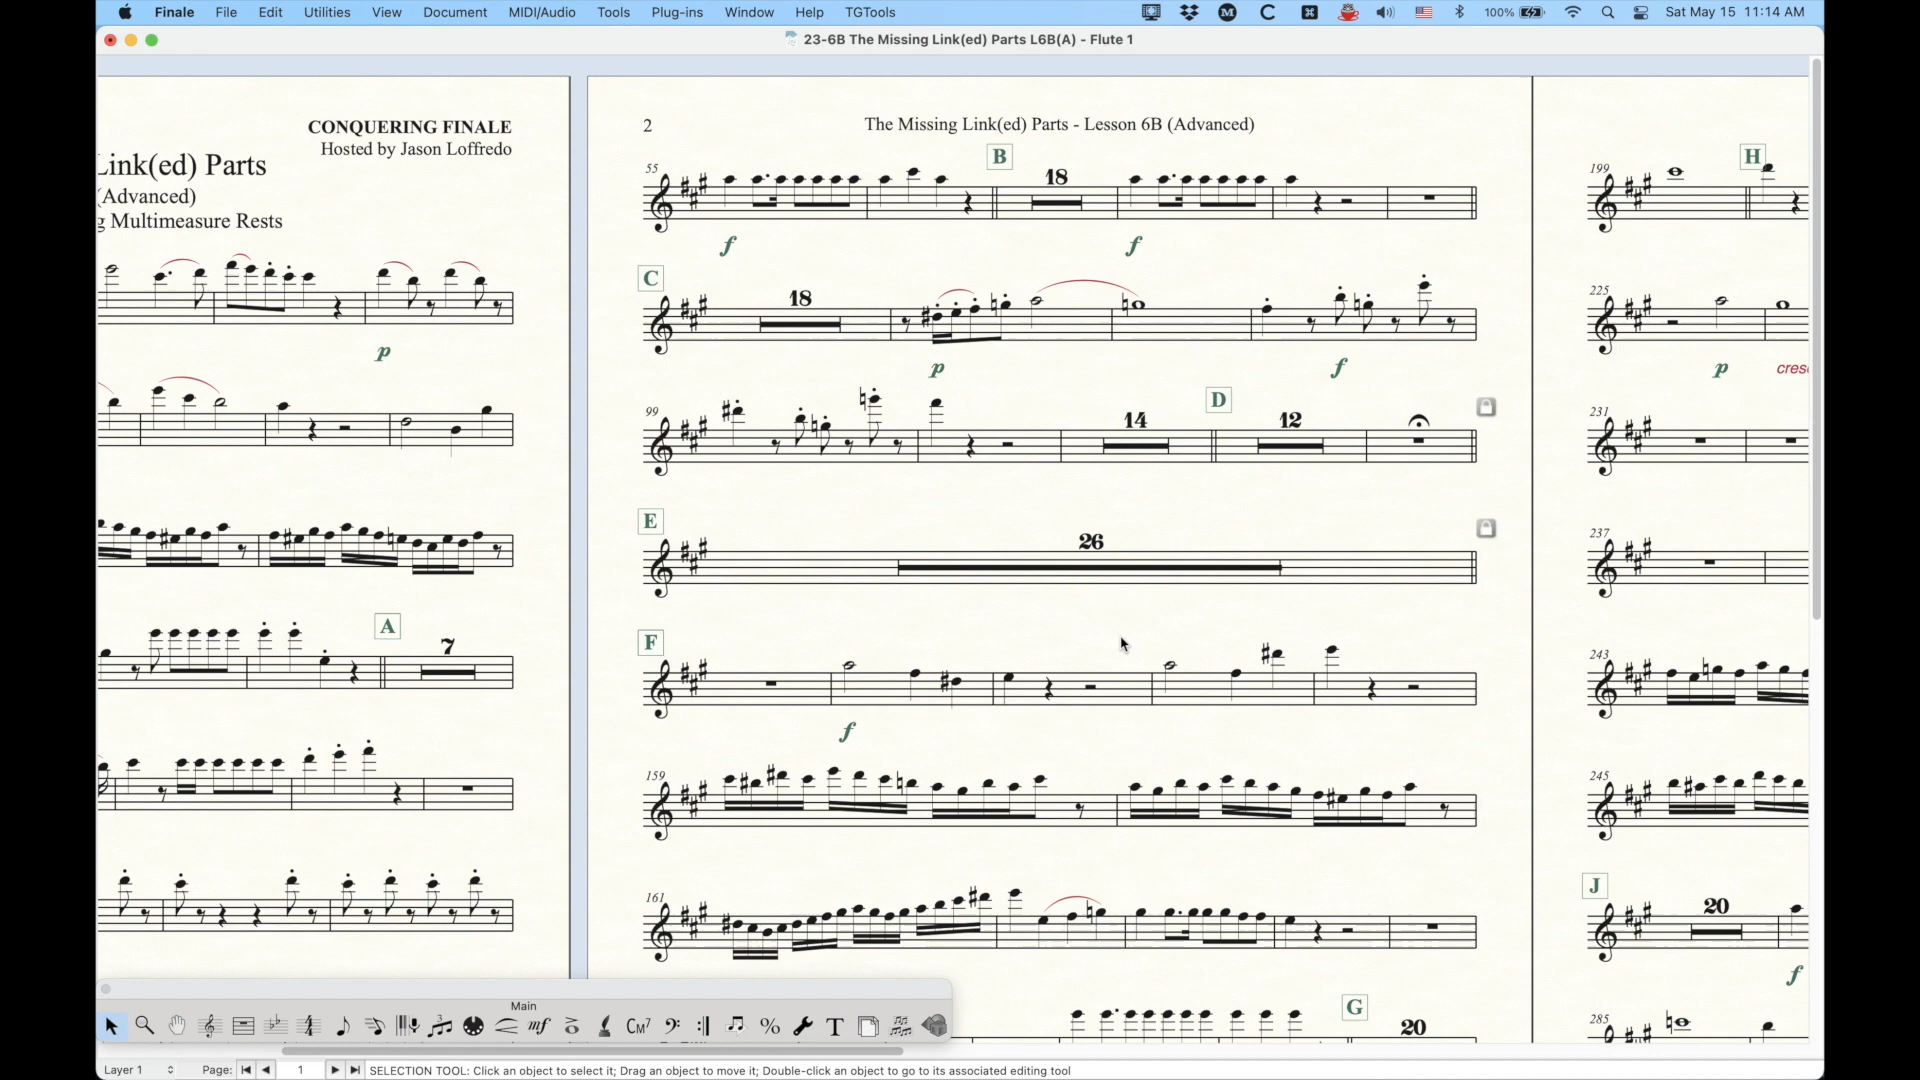 Finale File Edit Utilities View Document MIDI/Audio Tools Plug-ins Window Help TGTools 100% Sat May 15 11:14 AM
23-6B The Missing Link(ed) Parts L6B(A) - Flute 1
CONQUERING FINALE
Hosted by Jason Loffredo
Link(ed) Parts
(Advanced)
g Multimeasure Rests
p
A
7
2
The Missing Link(ed) Parts - Lesson 6B (Advanced)
55
B
18
f
f
C
18
p
f
99
14
D
12
E
26
F
f
159
161
G
20
199
H
225
p
cres
231
237
243
245
J
20
f
285
Main
mf
CM7
%
T
Layer 1 Page: 1 SELECTION TOOL: Click an object to select it; Drag an object to move it; Double-click an object to go to its associated editing tool